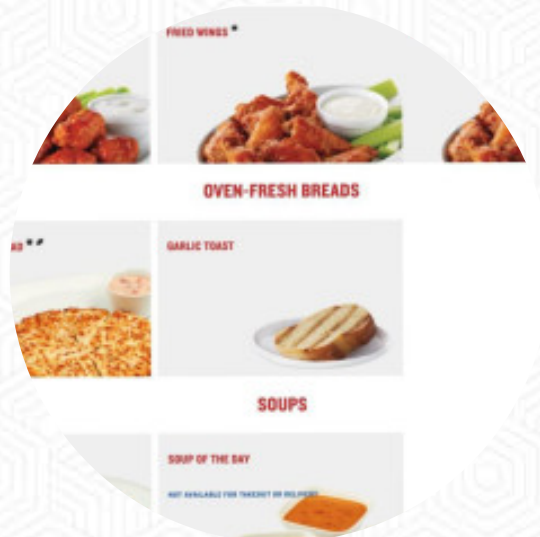 FRIED WINGS
OVEN-FRESH BREADS
GARLIC TOAST
SOUPS
SOUP OF THE DAY
NOT AVAILABLE FOR TAKEOUT OR DELIVERY